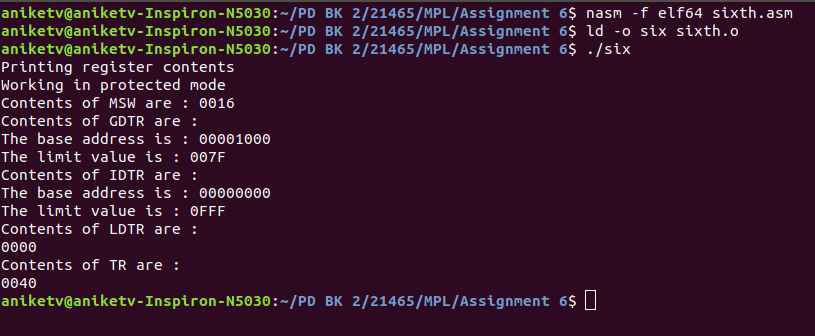 aniketv@aniketv-Inspiron-N5030:~/PD BK 2/21465/MPL/Assignment 6$ nasm -f elf64 sixth.asm
aniketv@aniketv-Inspiron-N5030:~/PD BK 2/21465/MPL/Assignment 6$ ld -o six sixth.o
aniketv@aniketv-Inspiron-N5030:~/PD BK 2/21465/MPL/Assignment 6$ ./six
Printing register contents
Working in protected mode
Contents of MSW are : 0016
Contents of GDTR are :
The base address is : 00001000
The limit value is : 007F
Contents of IDTR are :
The base address is : 00000000
The limit value is : 0FFF
Contents of LDTR are :
0000
Contents of TR are :
0040
aniketv@aniketv-Inspiron-N5030:~/PD BK 2/21465/MPL/Assignment 6$